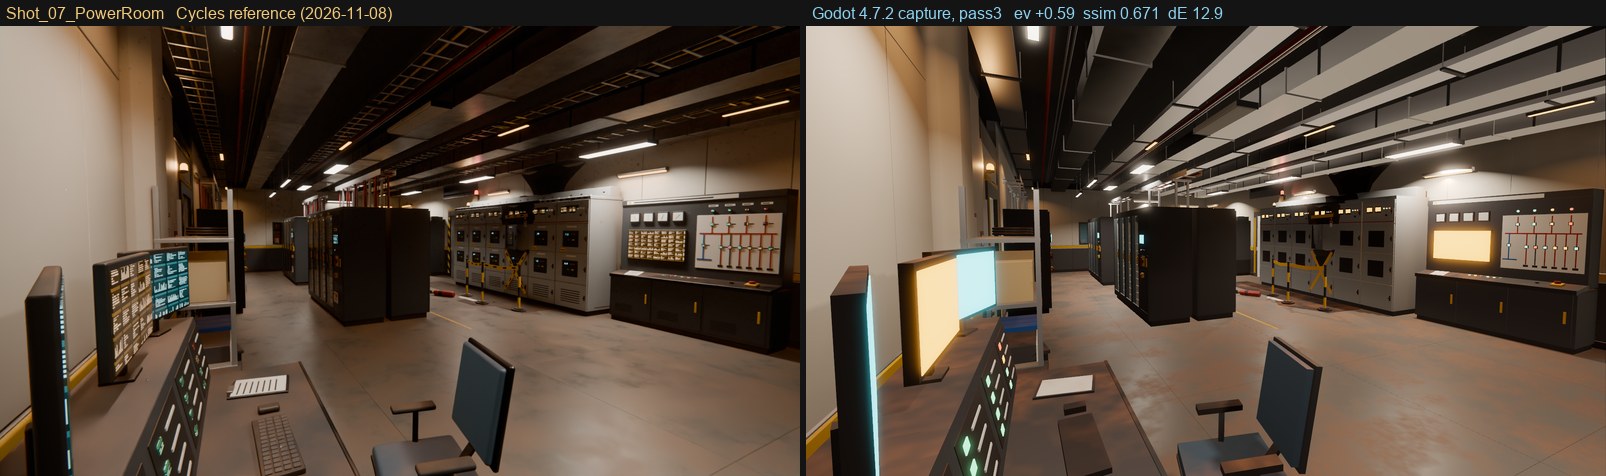 Shot_07_PowerRoom Cycles reference (2026-11-08)
Godot 4.7.2 capture, pass3 ev +0.59 ssim 0.671 dE 12.9